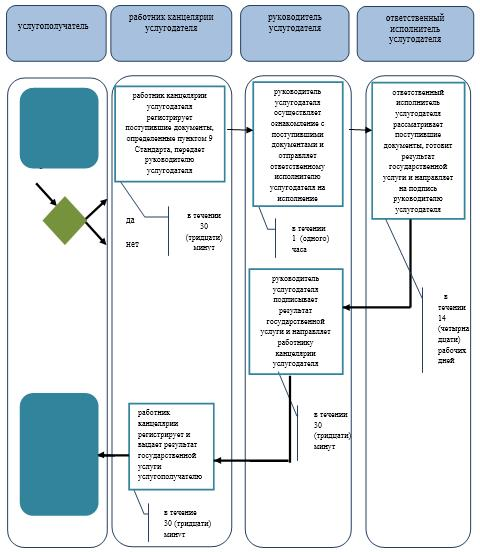 услугополучатель
работник канцелярии
услугодателя
руководитель
услугодателя
ответственный
исполнитель
услугодателя
работник канцелярии
услугодателя
регистрирует
поступившие документы,
определенные пунктом 9
Стандарта, передает
руководителю
услугодателя
руководитель
услугодателя
осуществляет
ознакомление с
поступившими
документами и
отправляет
ответственному
исполнителю
услугодателя на
исполнение
ответственный
исполнитель
услугодателя
рассматривает
поступившие
документы, готовит
результат
государственной
услуги и направляет
на подпись
руководителю
услугодателя
да
нет
в течении
30
(тридцати)
минут
в течении
1 (одного)
часа
руководитель
услугодателя
подписывает
результат
государственной
услуги и направляет
работнику
канцелярии
услугодателя
в
течении
14
(четырна
дцати)
рабочих
дней
работник
канцелярии
регистрирует и
выдает результат
государственной
услуги
услугополучателю
в течении
30
(тридцати)
минут
в течение
30 (тридцати)
минут